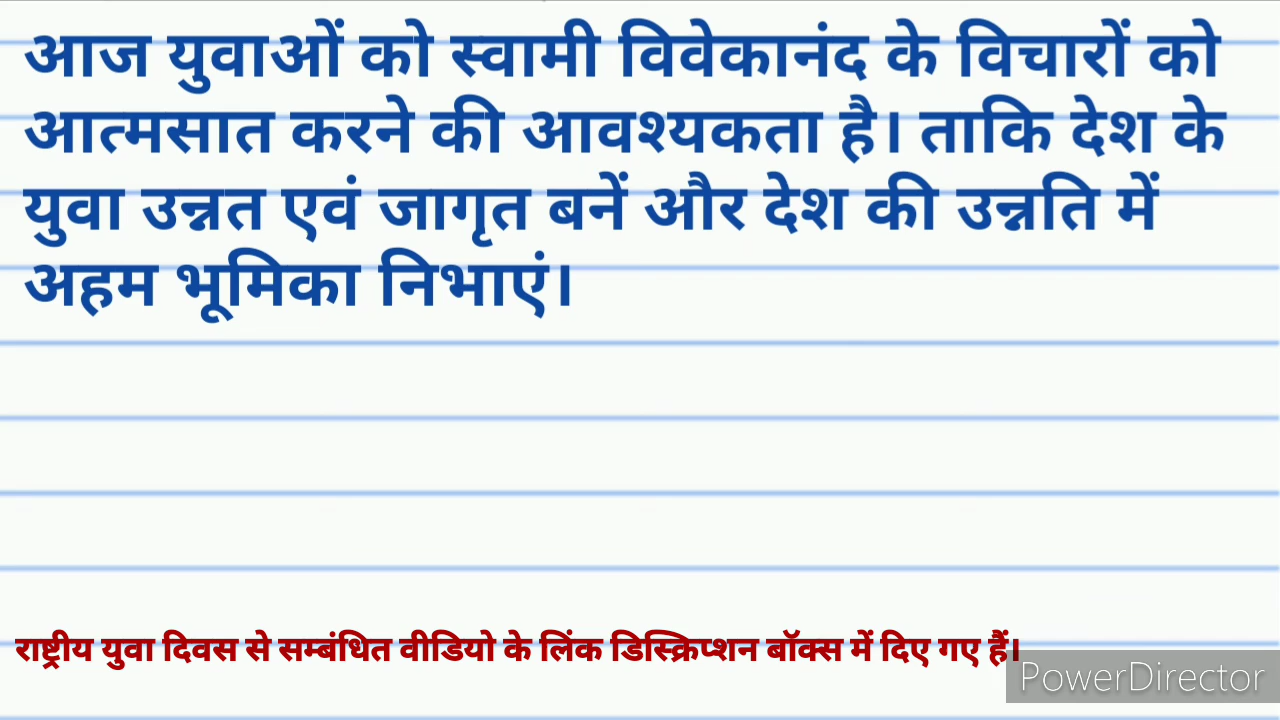 आज युवाओं को स्वामी विवेकानंद के विचारों को
आत्मसात करने की आवश्यकता है। ताकि देश के
युवा उन्नत एवं जागृत बनें और देश की उन्नति में
अहम भूमिका निभाएं।
राष्ट्रीय युवा दिवस से सम्बंधित वीडियो के लिंक डिस्क्रिप्शन बॉक्स में दिए गए हैं।
PowerDirector